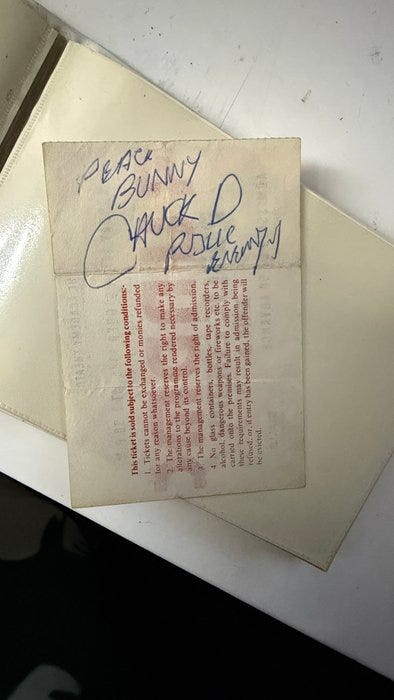 PEACE
BUNNY
CHUCK D
PUBLIC
ENEMY
This ticket is sold subject to the following conditions:-
1. Tickets cannot be exchanged or monies refunded
for any reason whatsoever
2. The management reserves the right to make any
alterations to the programme rendered necessary by
any cause beyond its control.
3. The management reserves the right of admission.
4. No glass containers, bottles, tape recorders,
alcohol, dangerous weapons or fireworks etc. to be
carried onto the premises. Failure to comply with
these requirements may result in admission being
refused, or, if entry has been gained, the offender will
be evicted.